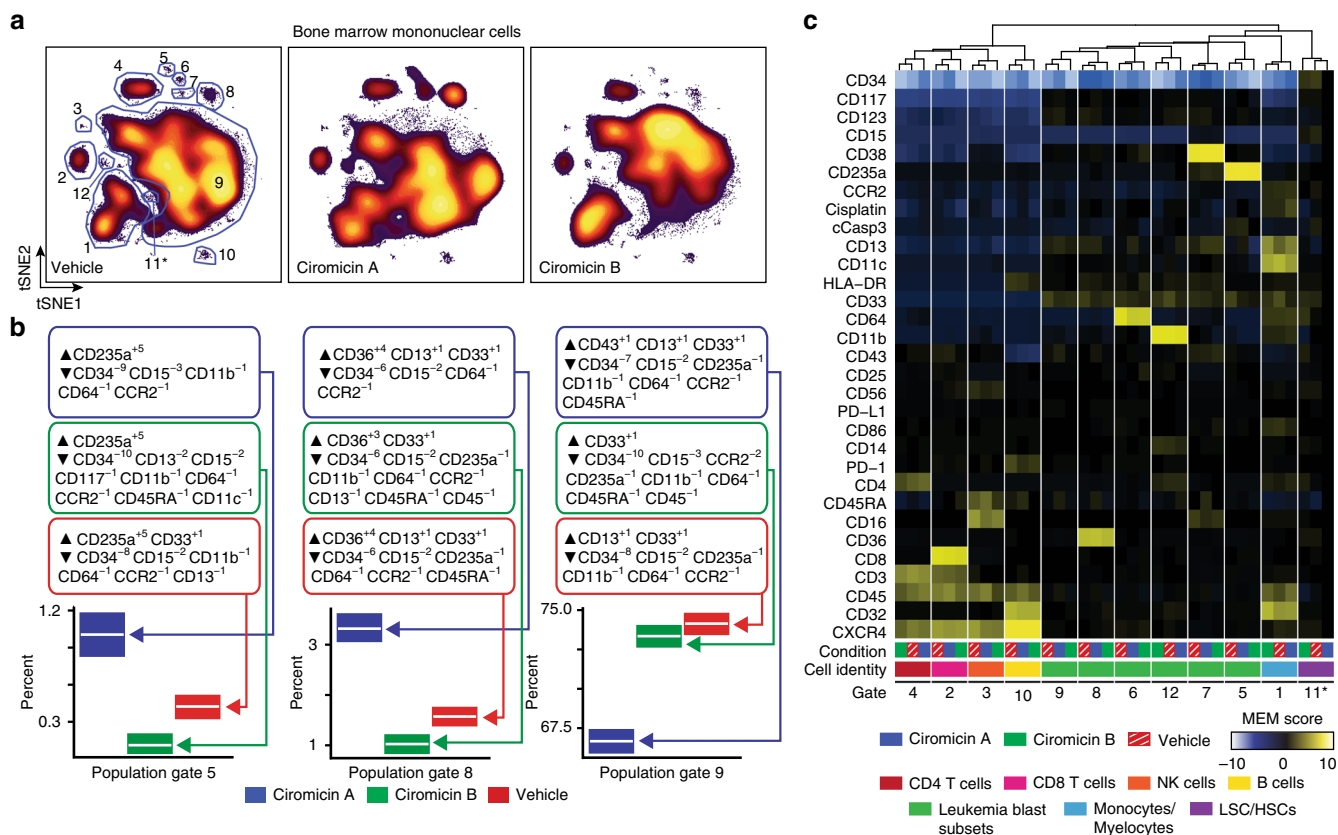 a
Bone marrow mononuclear cells
4
5
6
7
8
3
2
12
9
1
11*
10
tSNE2
tSNE1
Vehicle
Ciromicin A
Ciromicin B
b
▲CD235a⁺⁵
▼CD34⁻⁹ CD15⁻³ CD11b⁻¹
CD64⁻¹ CCR2⁻¹
▲CD36⁺⁴ CD13⁺¹ CD33⁺¹
▼CD34⁻⁶ CD15⁻² CD64⁻¹
CCR2⁻¹
▲CD43⁺¹ CD13⁺¹ CD33⁺¹
▼CD34⁻⁷ CD15⁻² CD235a⁻¹
CD11b⁻¹ CD64⁻¹ CCR2⁻¹
CD45RA⁻¹
▲ CD235a⁺⁵
▼ CD34⁻¹⁰ CD13⁻² CD15⁻²
CD117⁻¹ CD11b⁻¹ CD64⁻¹
CCR2⁻¹ CD45RA⁻¹ CD11c⁻¹
▲ CD36⁺³ CD33⁺¹
▼ CD34⁻⁶ CD15⁻² CD235a⁻¹
CD11b⁻¹ CD64⁻¹ CCR2⁻¹
CD13⁻¹ CD45RA⁻¹ CD45⁻¹
▲ CD33⁺¹
▼ CD34⁻¹⁰ CD15⁻³ CCR2⁻²
CD235a⁻¹ CD11b⁻¹ CD64⁻¹
CD45RA⁻¹ CD45⁻¹
▲ CD235a⁺⁵ CD33⁺¹
▼ CD34⁻⁸ CD15⁻² CD11b⁻¹
CD64⁻¹ CCR2⁻¹ CD13⁻¹
▲CD36⁺⁴ CD13⁺¹ CD33⁺¹
▼CD34⁻⁶ CD15⁻² CD235a⁻¹
CD64⁻¹ CCR2⁻¹ CD45RA⁻¹
▲ CD13⁺¹ CD33⁺¹
▼ CD34⁻⁸ CD15⁻² CD235a⁻¹
CD11b⁻¹ CD64⁻¹ CCR2⁻¹
Percent
1.2
0.3
Population gate 5
Percent
3
1
Population gate 8
Percent
75.0
67.5
Population gate 9
Ciromicin A
Ciromicin B
Vehicle
c
CD34
CD117
CD123
CD15
CD38
CD235a
CCR2
Cisplatin
cCasp3
CD13
CD11c
HLA−DR
CD33
CD64
CD11b
CD43
CD25
CD56
PD−L1
CD86
CD14
PD−1
CD4
CD45RA
CD16
CD36
CD8
CD3
CD45
CD32
CXCR4
Condition
Cell identity
Gate 4 2 3 10 9 8 6 12 7 5 1 11*
Ciromicin A
Ciromicin B
Vehicle
MEM score
−10 0 10
CD4 T cells
CD8 T cells
NK cells
B cells
Leukemia blast
subsets
Monocytes/
Myelocytes
LSC/HSCs